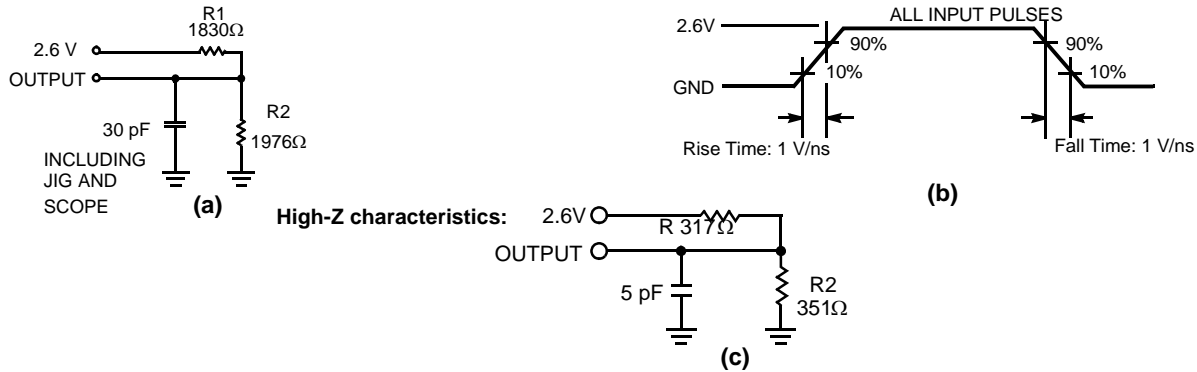 R1
1830Ω
2.6 V
OUTPUT
R2
1976Ω
30 pF
INCLUDING
JIG AND
SCOPE
(a)
ALL INPUT PULSES
2.6V
90%
10%
GND
90%
10%
Rise Time: 1 V/ns
Fall Time: 1 V/ns
(b)
High-Z characteristics:
2.6V
R 317Ω
OUTPUT
5 pF
R2
351Ω
(c)